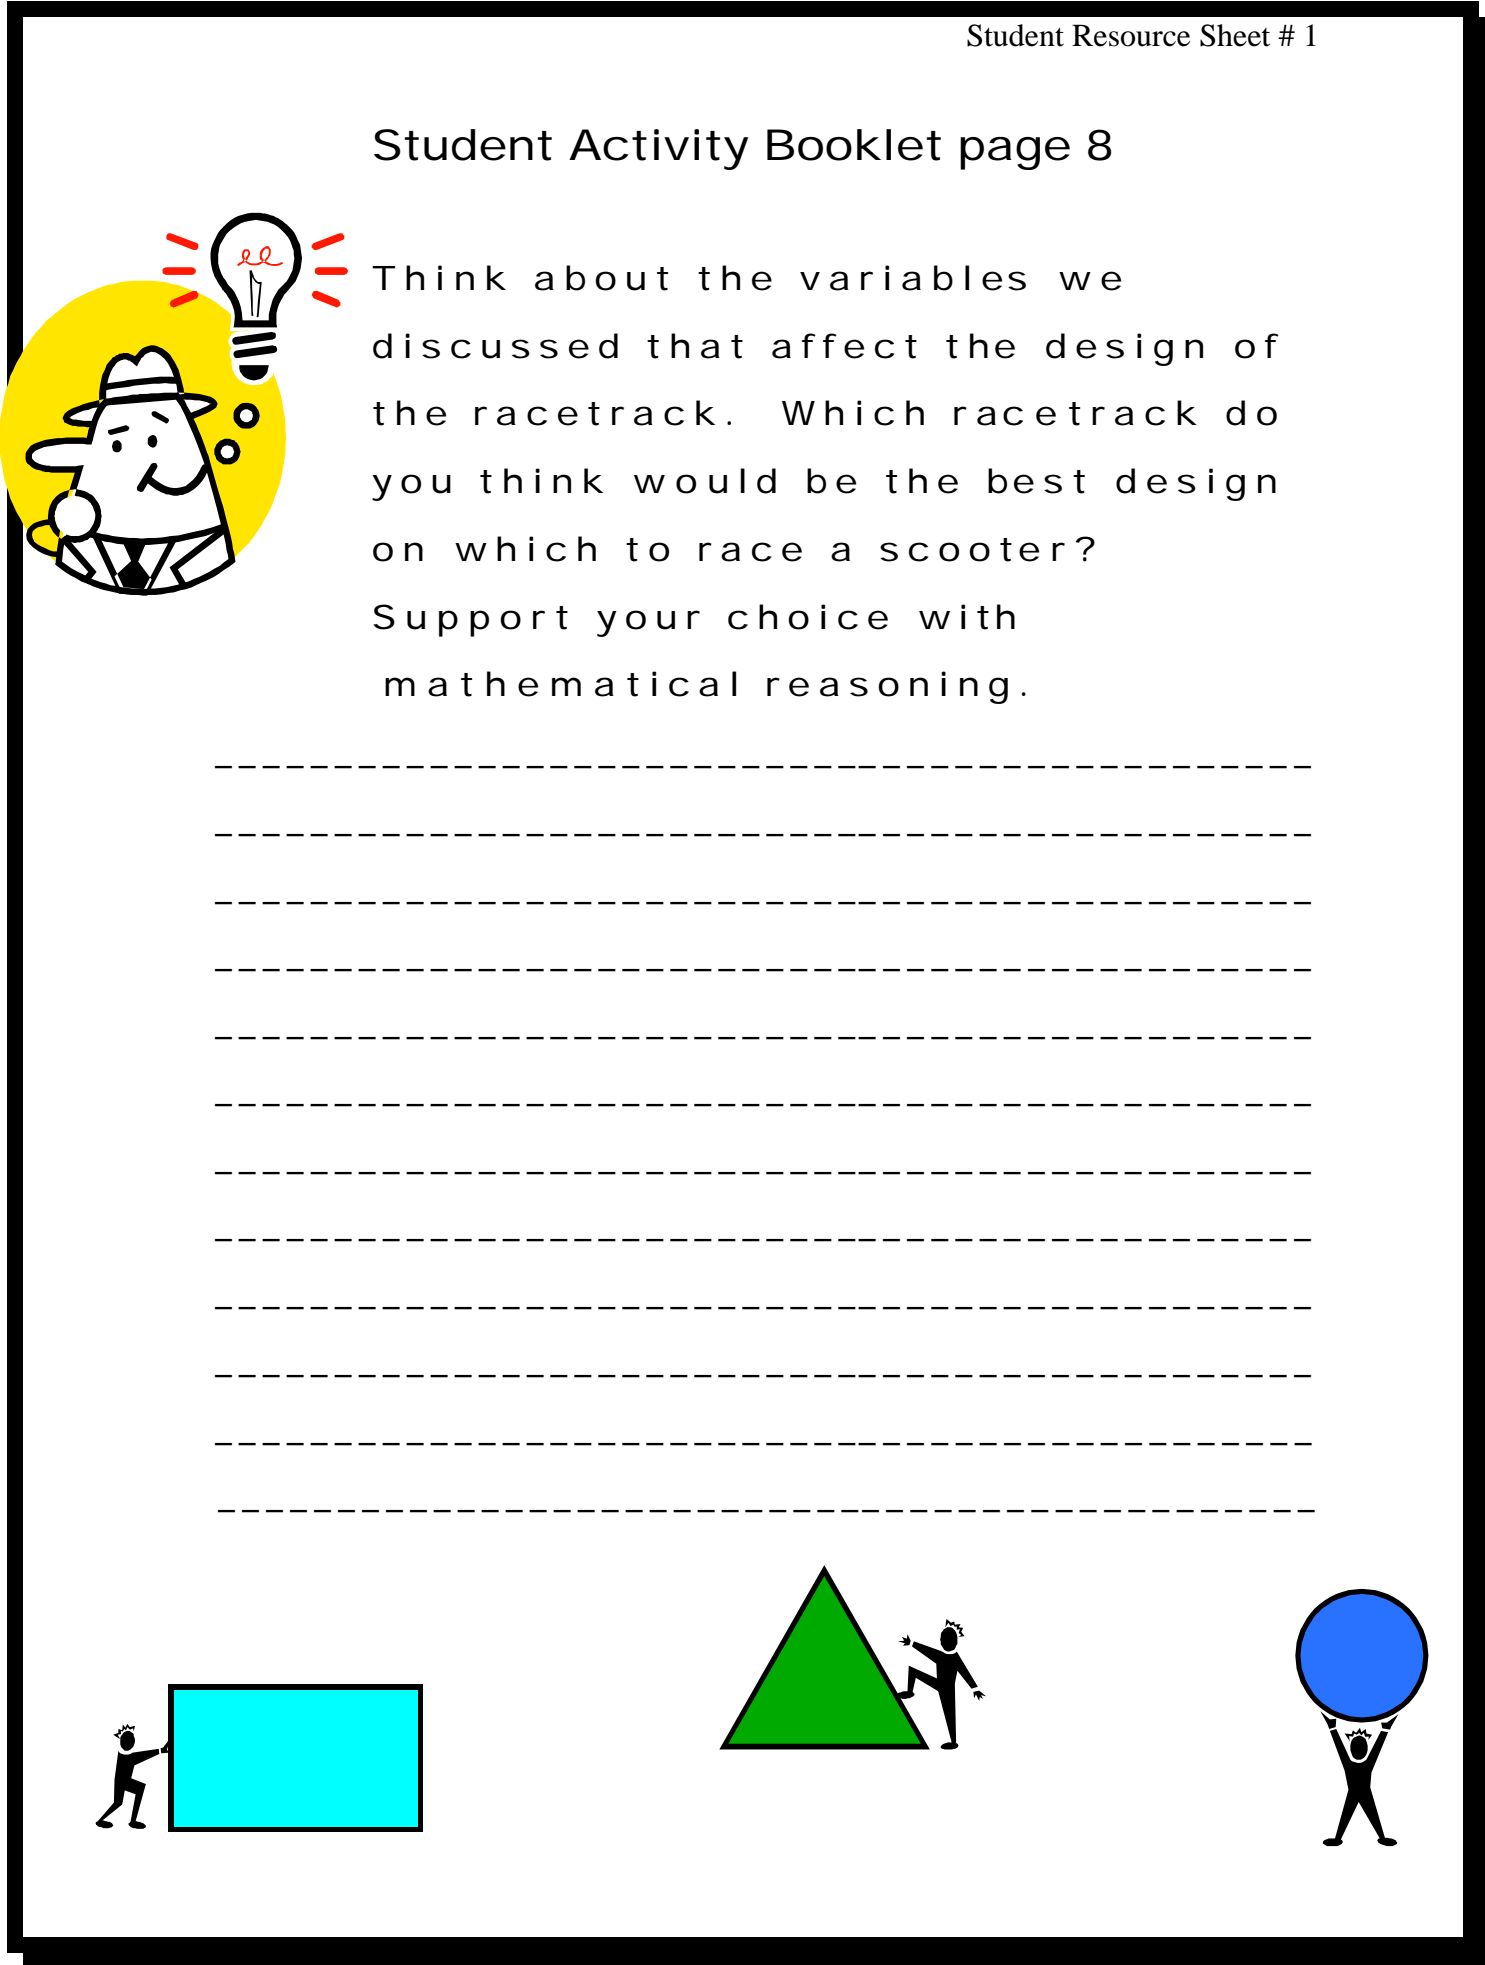 Student Resource Sheet # 1
Student Activity Booklet page 8
Think about the variables we
discussed that affect the design of
the racetrack. Which racetrack do
you think would be the best design
on which to race a scooter?
Support your choice with
mathematical reasoning.